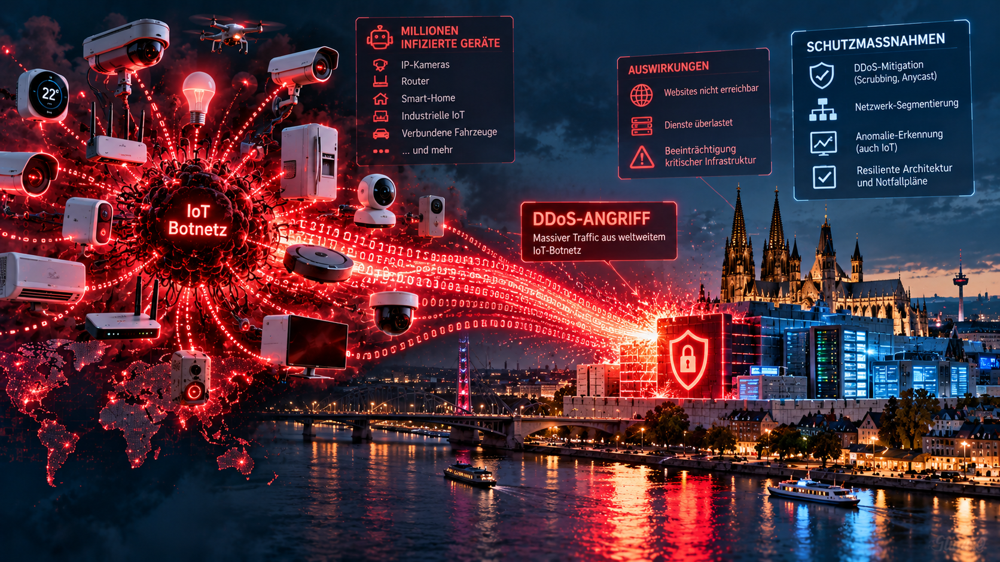 22°
IoT
Botnetz
MILLIONEN
INFIZIERTE GERÄTE
IP-Kameras
Router
Smart-Home
Industrielle IoT
Verbundene Fahrzeuge
... und mehr
DDoS-ANGRIFF
Massiver Traffic aus weltweitem
IoT-Botnetz
AUSWIRKUNGEN
Websites nicht erreichbar
Dienste überlastet
Beeinträchtigung
kritischer Infrastruktur
SCHUTZMASSNAHMEN
DDoS-Mitigation
(Scrubbing, Anycast)
Netzwerk-Segmentierung
Anomalie-Erkennung
(auch IoT)
Resiliente Architektur
und Notfallpläne